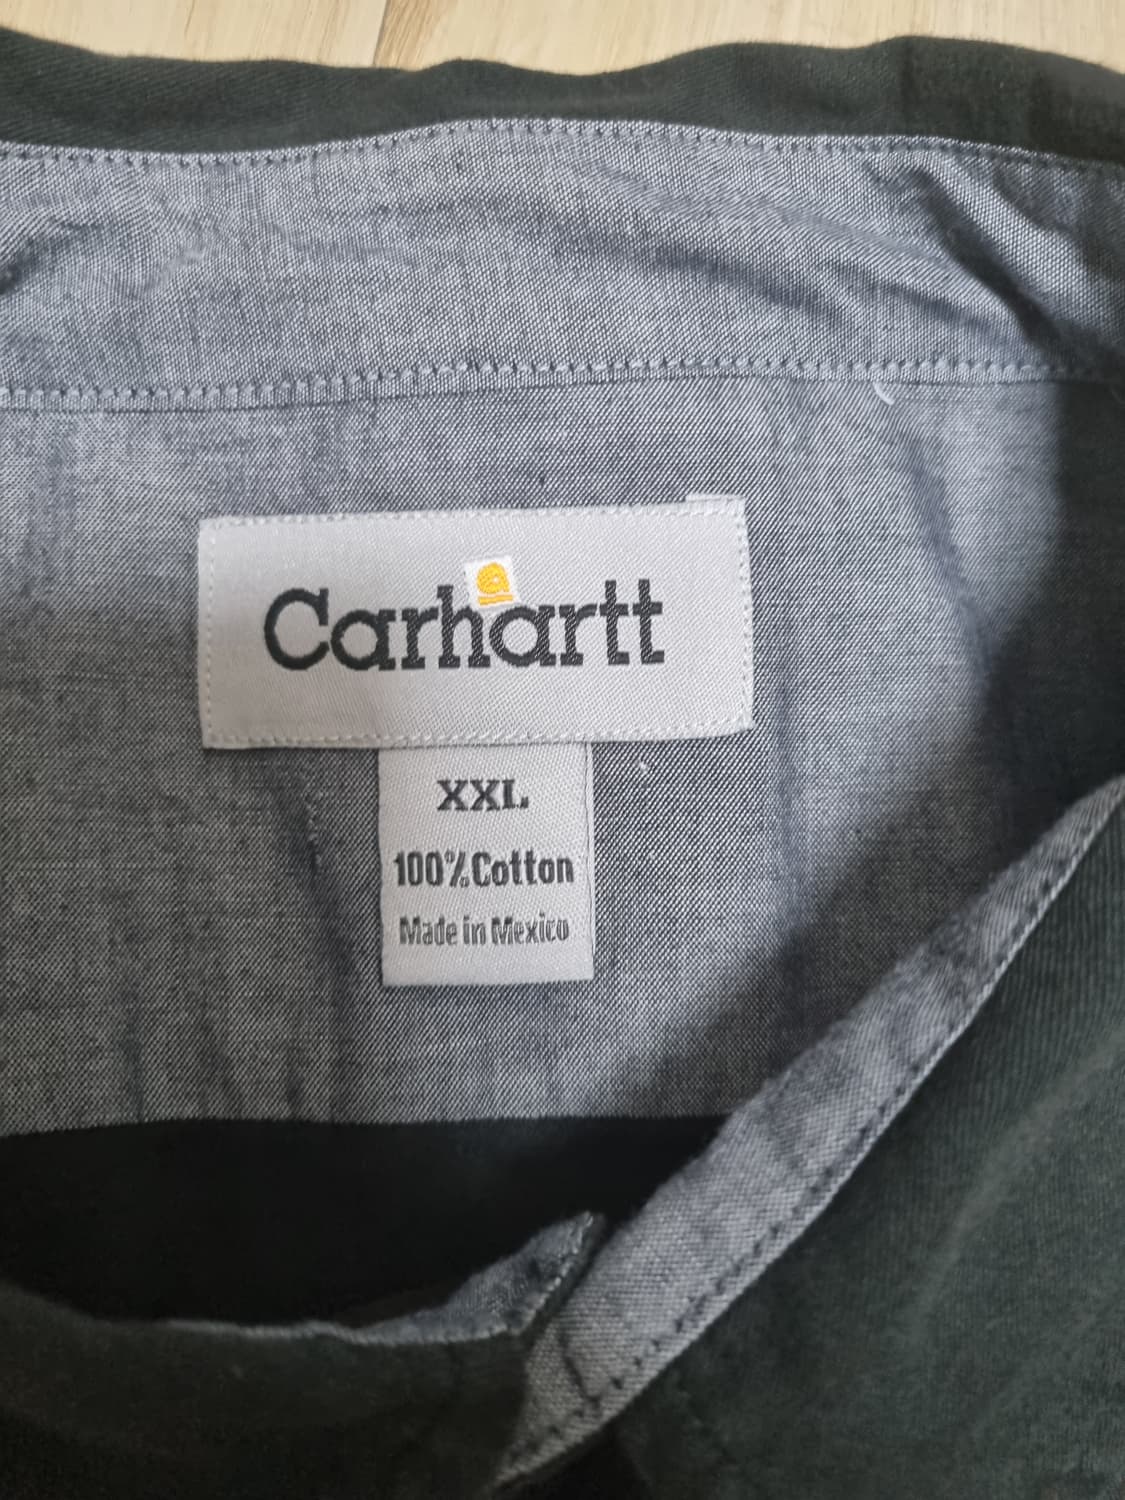 Carhartt
XXL
100% Cotton
Made in Mexico